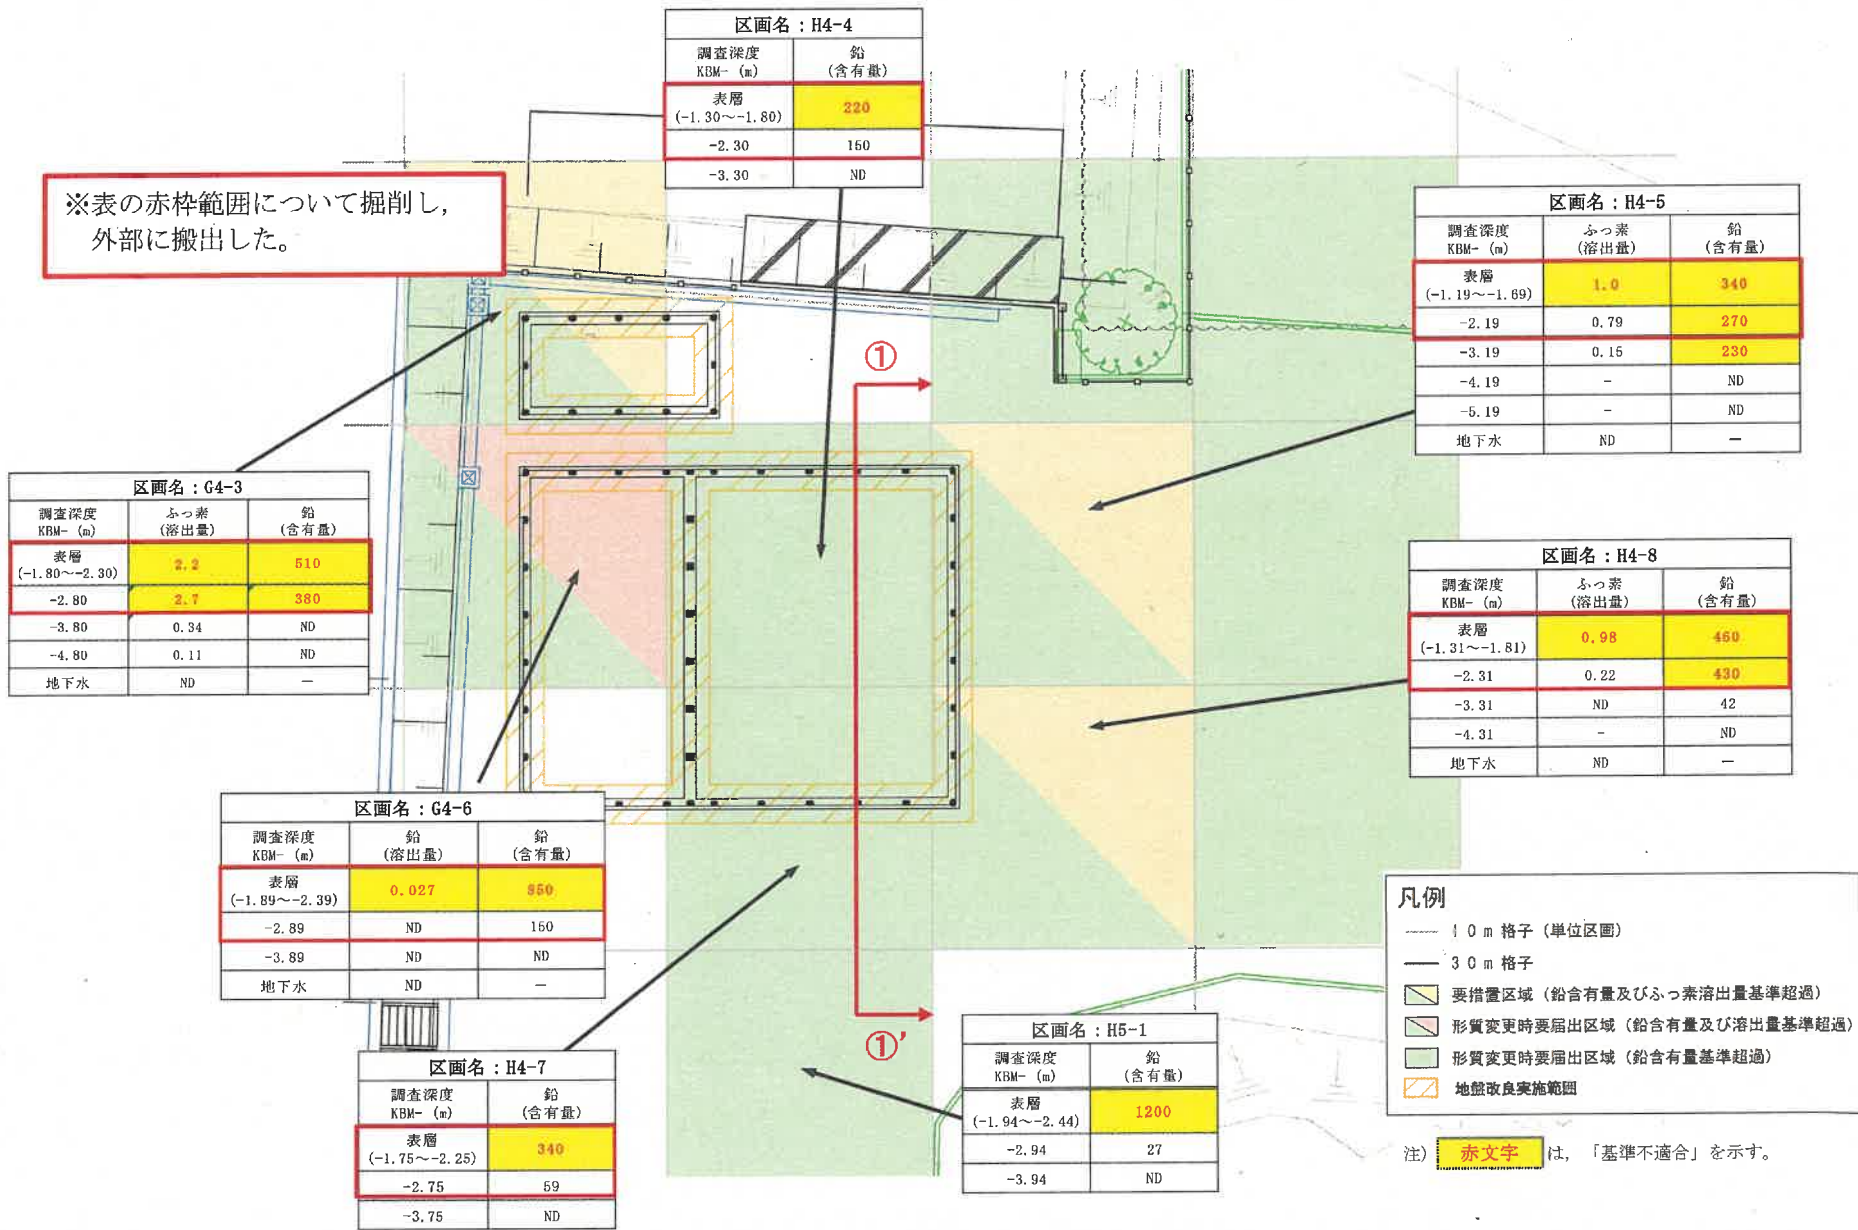 区画名：H4-4
調査深度 KBM- (m) 鉛 (含有量)
表層 (-1.30～-1.80) 220
-2.30 150
-3.30 ND
※表の赤枠範囲について掘削し，
外部に搬出した。
区画名：H4-5
調査深度 KBM- (m) ふっ素 (溶出量) 鉛 (含有量)
表層 (-1.19～-1.69) 1.0 340
-2.19 0.79 270
-3.19 0.15 230
-4.19 - ND
-5.19 - ND
地下水 ND —
①
区画名：G4-3
調査深度 KBM- (m) ふっ素 (溶出量) 鉛 (含有量)
表層 (-1.80～-2.30) 2.2 510
-2.80 2.7 380
-3.80 0.34 ND
-4.80 0.11 ND
地下水 ND —
区画名：H4-8
調査深度 KBM- (m) ふっ素 (溶出量) 鉛 (含有量)
表層 (-1.31～-1.81) 0.98 460
-2.31 0.22 430
-3.31 ND 42
-4.31 - ND
地下水 ND —
区画名：G4-6
調査深度 KBM- (m) 鉛 (溶出量) 鉛 (含有量)
表層 (-1.89～-2.39) 0.027 850
-2.89 ND 150
-3.89 ND ND
地下水 ND —
①’
区画名：H4-7
調査深度 KBM- (m) 鉛 (含有量)
表層 (-1.75～-2.25) 340
-2.75 59
-3.75 ND
区画名：H5-1
調査深度 KBM- (m) 鉛 (含有量)
表層 (-1.94～-2.44) 1200
-2.94 27
-3.94 ND
凡例
10m格子（単位区画）
30m格子
要措置区域（鉛含有量及びふっ素溶出量基準超過）
形質変更時要届出区域（鉛含有量及び溶出量基準超過）
形質変更時要届出区域（鉛含有量基準超過）
地盤改良実施範囲
注） 赤文字 は，「基準不適合」を示す。